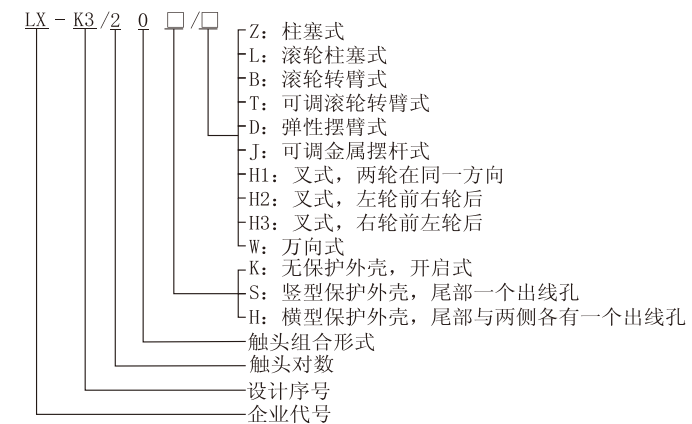 LX－K3/2 0 □/□
Z：柱塞式
L：滚轮柱塞式
B：滚轮转臂式
T：可调滚轮转臂式
D：弹性摆臂式
J：可调金属摆杆式
H1：叉式，两轮在同一方向
H2：叉式，左轮前右轮后
H3：叉式，右轮前左轮后
W：万向式
K：无保护外壳，开启式
S：竖型保护外壳，尾部一个出线孔
H：横型保护外壳，尾部与两侧各有一个出线孔
触头组合形式
触头对数
设计序号
企业代号